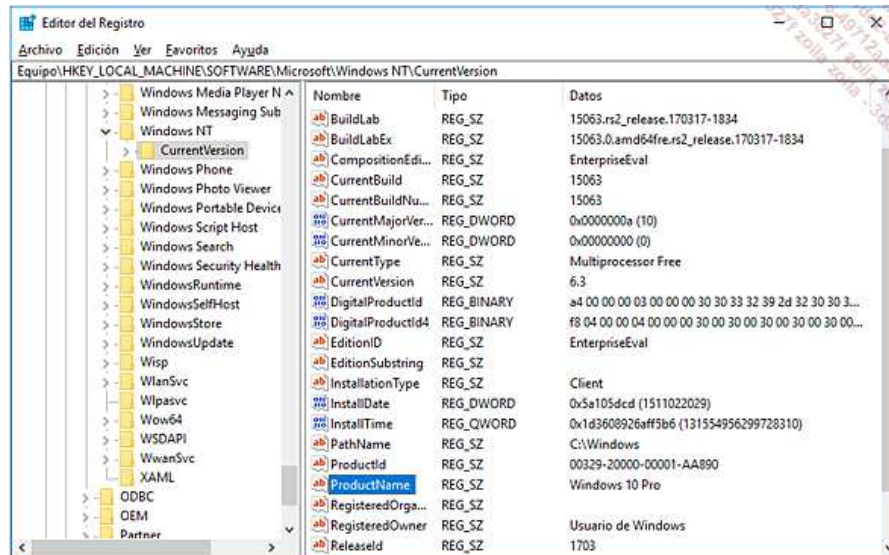 Editor del Registro
Archivo Edición Ver Favoritos Ayuda
Equipo\HKEY_LOCAL_MACHINE\SOFTWARE\Microsoft\Windows NT\CurrentVersion
Windows Media Player N
Windows Messaging Sub
Windows NT
CurrentVersion
Windows Phone
Windows Photo Viewer
Windows Portable Device
Windows Script Host
Windows Search
Windows Security Health
WindowsRuntime
WindowsSelfHost
WindowsStore
WindowsUpdate
Wisp
WlanSvc
Wlpasvc
Wow64
WSDAPI
WwanSvc
XAML
ODBC
OEM
Partner
Nombre Tipo Datos
BuildLab REG_SZ 15063.rs2_release.170317-1834
BuildLabEx REG_SZ 15063.0.amd64fre.rs2_release.170317-1834
CompositionEdi... REG_SZ EnterpriseEval
CurrentBuild REG_SZ 15063
CurrentBuildNu... REG_SZ 15063
CurrentMajorVer... REG_DWORD 0x0000000a (10)
CurrentMinorVe... REG_DWORD 0x00000000 (0)
CurrentType REG_SZ Multiprocessor Free
CurrentVersion REG_SZ 6.3
DigitalProductId REG_BINARY a4 00 00 00 03 00 00 00 30 30 33 32 39 2d 32 30 30 3...
DigitalProductId4 REG_BINARY f8 04 00 00 04 00 00 00 30 00 30 00 30 00 30 00 30 00...
EditionID REG_SZ EnterpriseEval
EditionSubstring REG_SZ
InstallationType REG_SZ Client
InstallDate REG_DWORD 0x5a105dcd (1511022029)
InstallTime REG_QWORD 0x1d3608926aff5b6 (131554956299728310)
PathName REG_SZ C:\Windows
ProductId REG_SZ 00329-20000-00001-AA890
ProductName REG_SZ Windows 10 Pro
RegisteredOrga... REG_SZ
RegisteredOwner REG_SZ Usuario de Windows
ReleaseId REG_SZ 1703